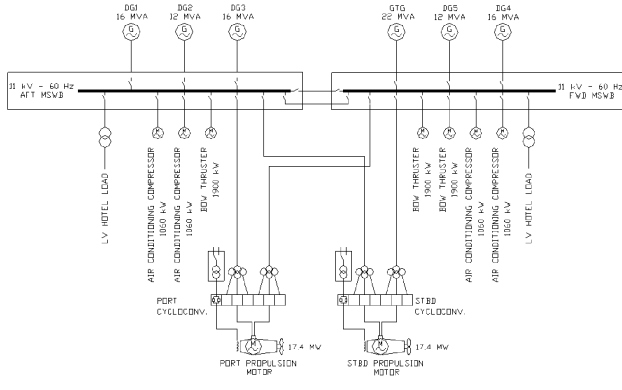 DG1
16 MVA
DG2
12 MVA
DG3
16 MVA
GTG
22 MVA
DG5
12 MVA
DG4
16 MVA
G
G
G
G
G
G
11 kV - 60 Hz
AFT MSWB
11 kV - 60 Hz
FWD MSWB
M
M
M
M
M
M
M
LV HOTEL LOAD
AIR CONDITIONING COMPRESSOR
1060 kW
AIR CONDITIONING COMPRESSOR
1060 kW
BOW THRUSTER
1900 kW
BOW THRUSTER
1900 kW
BOW THRUSTER
1900 kW
AIR CONDITIONING COMPRESSOR
1060 kW
AIR CONDITIONING COMPRESSOR
1060 kW
LV HOTEL LOAD
PORT
CYCLOCONV.
STBD
CYCLOCONV.
M
17.4 MW
M
17.4 MW
PORT PROPULSION
MOTOR
STBD PROPULSION
MOTOR